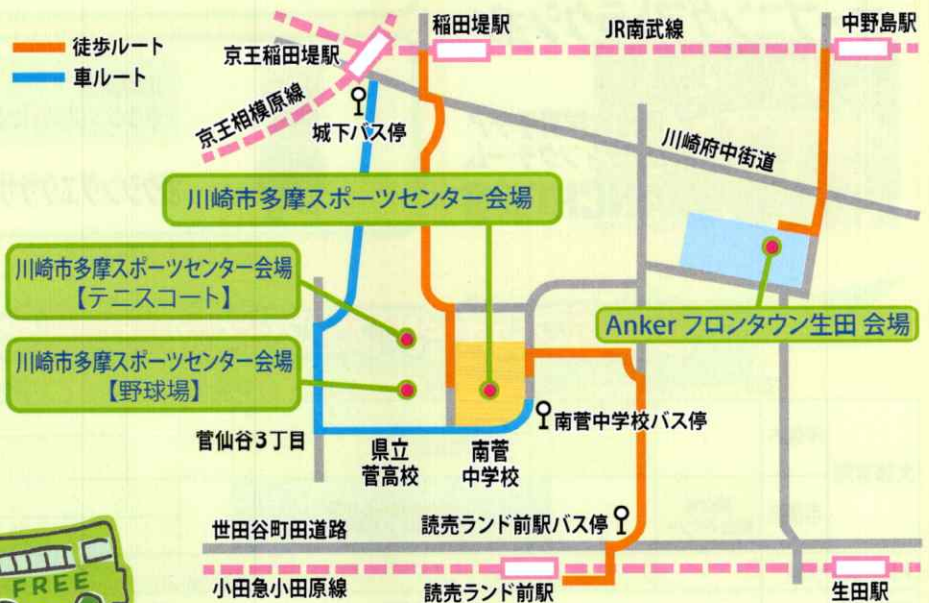 徒歩ルート
車ルート
京王稲田堤駅
稲田堤駅
JR南武線
中野島駅
京王相模原線
城下バス停
川崎府中街道
川崎市多摩スポーツセンター会場
川崎市多摩スポーツセンター会場
【テニスコート】
川崎市多摩スポーツセンター会場
【野球場】
Anker フロンタウン生田 会場
菅仙谷3丁目
県立
菅高校
南菅
中学校
南菅中学校バス停
世田谷町田道路
読売ランド前駅バス停
小田急小田原線
読売ランド前駅
生田駅
FREE